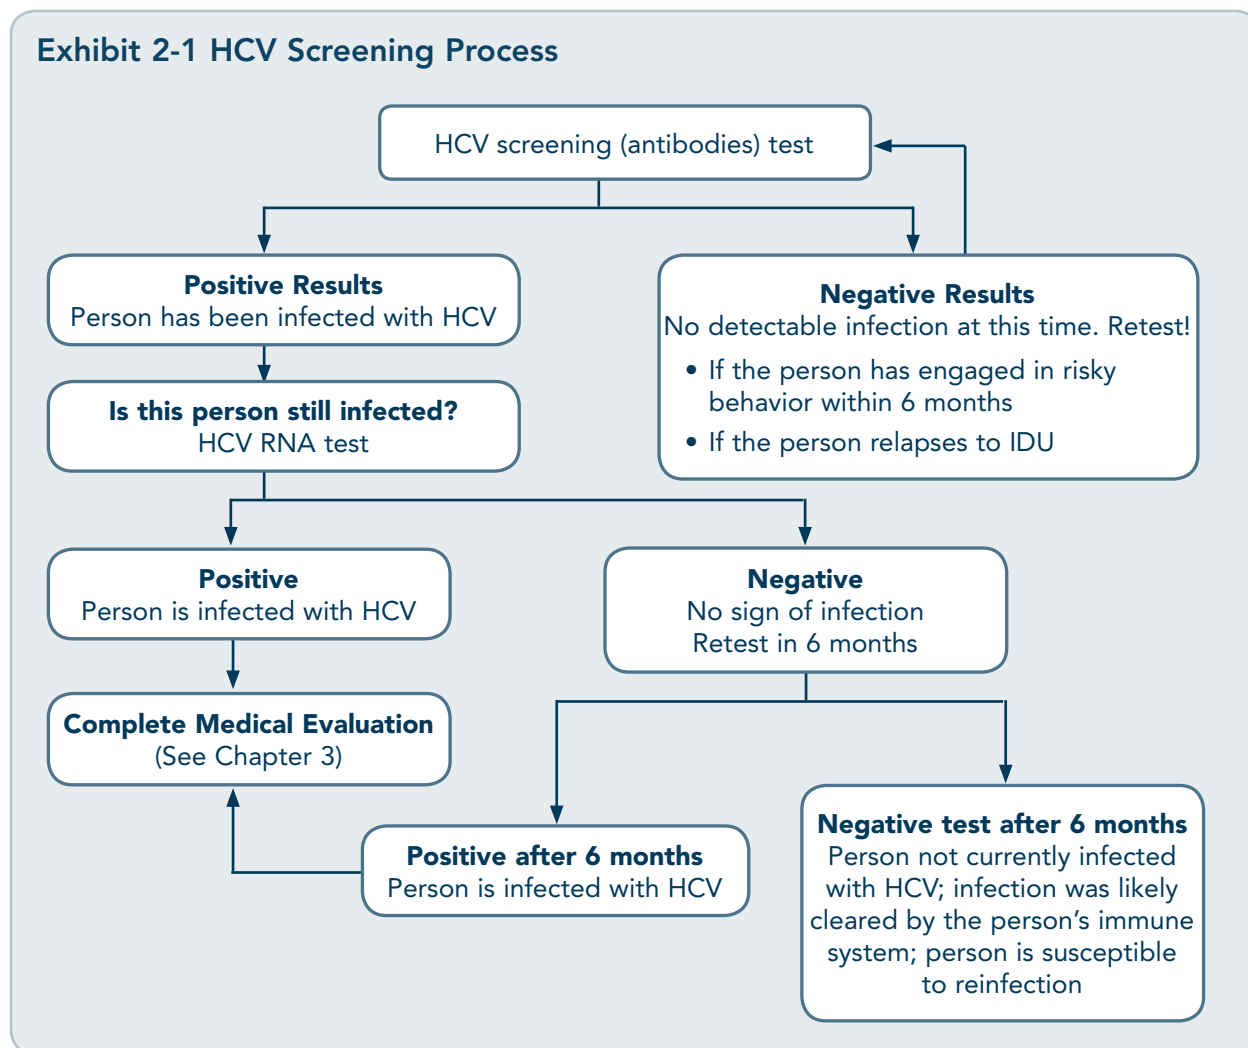 Exhibit 2-1 HCV Screening Process
HCV screening (antibodies) test
Positive Results
Person has been infected with HCV
Negative Results
No detectable infection at this time. Retest!
• If the person has engaged in risky
behavior within 6 months
• If the person relapses to IDU
Is this person still infected?
HCV RNA test
Positive
Person is infected with HCV
Negative
No sign of infection
Retest in 6 months
Complete Medical Evaluation
(See Chapter 3)
Positive after 6 months
Person is infected with HCV
Negative test after 6 months
Person not currently infected
with HCV; infection was likely
cleared by the person’s immune
system; person is susceptible
to reinfection